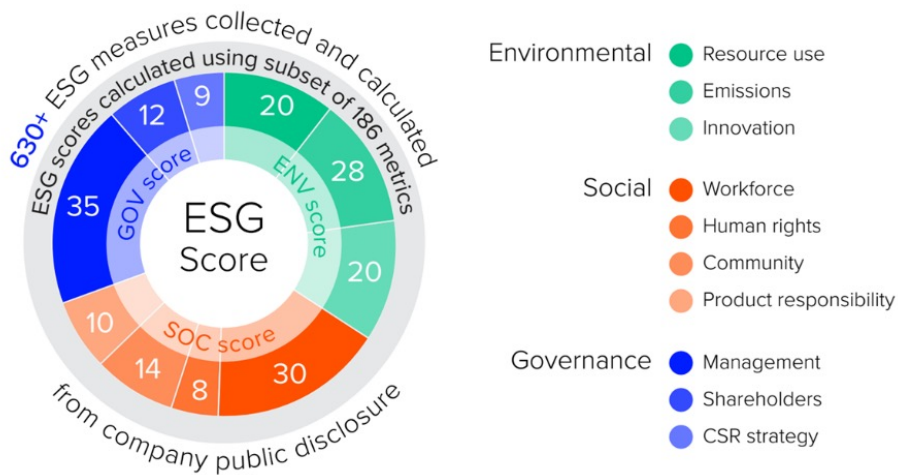 630+ ESG measures collected and calculated
from company public disclosure
ESG scores calculated using subset of 186 metrics
ESG
Score
ENV score
20
28
20
SOC score
30
8
14
10
GOV score
35
12
9
Environmental
Resource use
Emissions
Innovation
Social
Workforce
Human rights
Community
Product responsibility
Governance
Management
Shareholders
CSR strategy